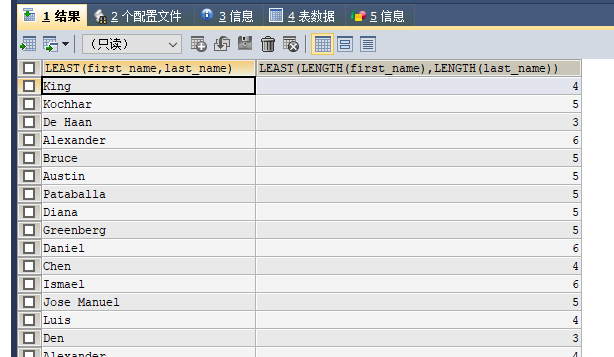 1 结果 2 个配置文件 3 信息 4 表数据 5 信息
（只读）
LEAST(first_name,last_name) LEAST(LENGTH(first_name),LENGTH(last_name))
King 4
Kochhar 5
De Haan 3
Alexander 6
Bruce 5
Austin 5
Pataballa 5
Diana 5
Greenberg 5
Daniel 6
Chen 4
Ismael 6
Jose Manuel 5
Luis 4
Den 3
Alexander 4